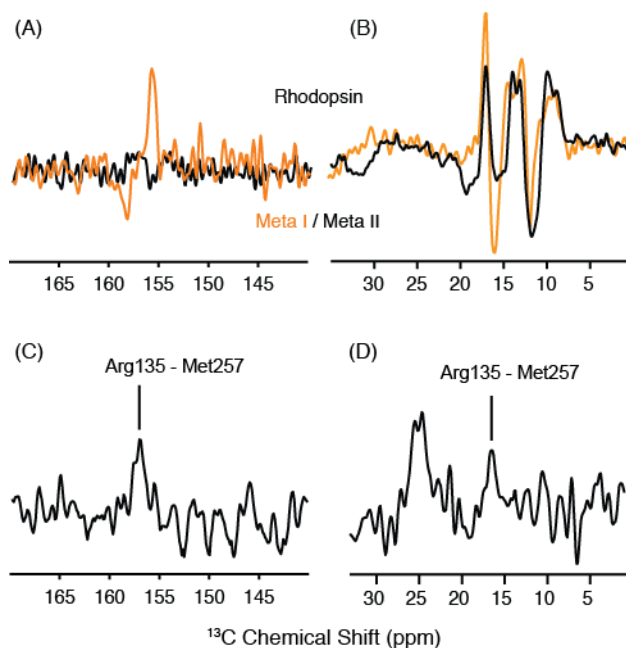 (A)
(B)
Rhodopsin
Meta I / Meta II
165 160 155 150 145
30 25 20 15 10 5
(C)
(D)
Arg135 - Met257
Arg135 - Met257
165 160 155 150 145
30 25 20 15 10 5
¹³C Chemical Shift (ppm)